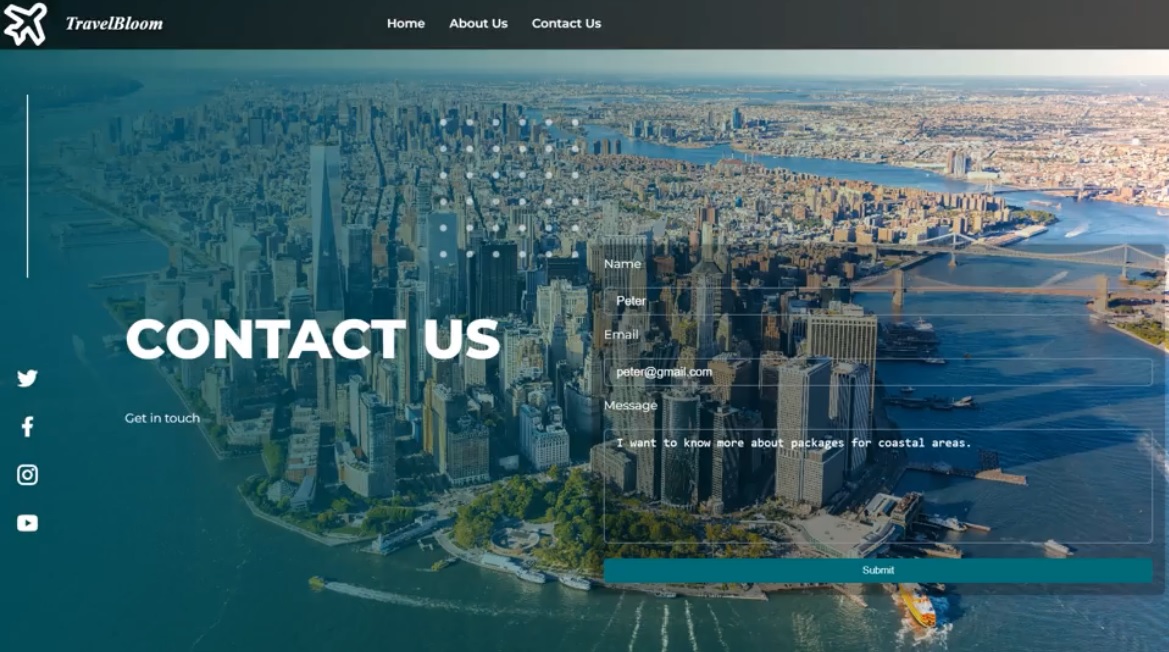 TravelBloom
Home
About Us
Contact Us
CONTACT US
Get in touch
Name
Peter
Email
peter@gmail.com
Message
I want to know more about packages for coastal areas.
Submit